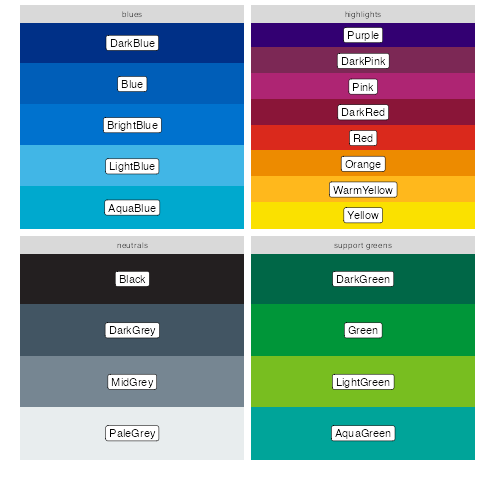 blues
DarkBlue
Blue
BrightBlue
LightBlue
AquaBlue
highlights
Purple
DarkPink
Pink
DarkRed
Red
Orange
WarmYellow
Yellow
neutrals
Black
DarkGrey
MidGrey
PaleGrey
support greens
DarkGreen
Green
LightGreen
AquaGreen